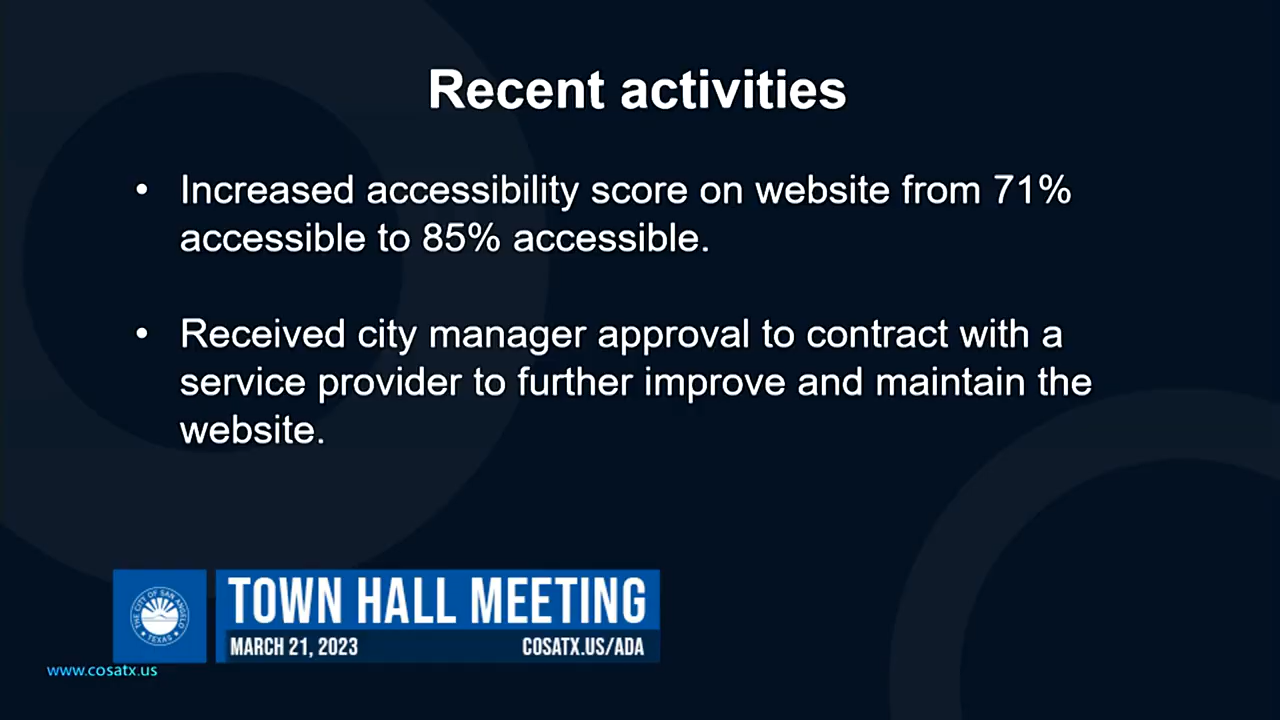 Recent activities
• Increased accessibility score on website from 71%
accessible to 85% accessible.
• Received city manager approval to contract with a
service provider to further improve and maintain the
website.
THE CITY OF SAN ANGELO
TEXAS
TOWN HALL MEETING
MARCH 21, 2023 COSATX.US/ADA
www.cosatx.us